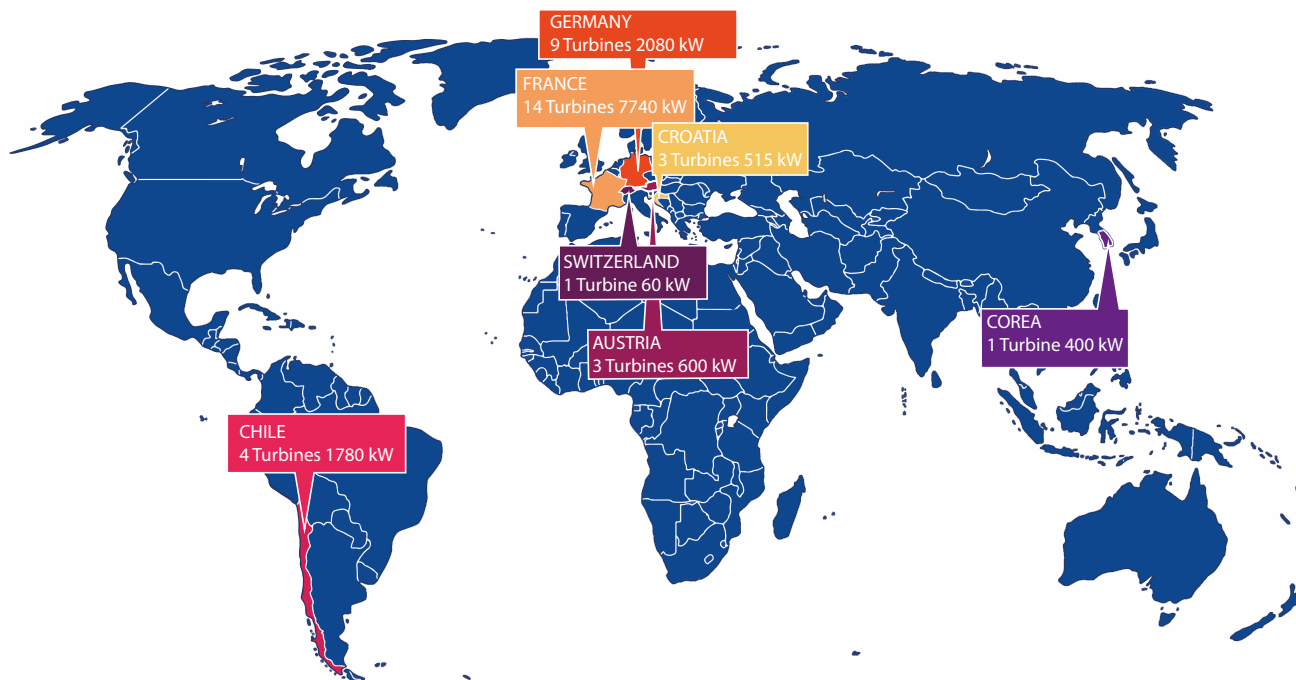 GERMANY
9 Turbines 2080 kW
FRANCE
14 Turbines 7740 kW
CROATIA
3 Turbines 515 kW
SWITZERLAND
1 Turbine 60 kW
COREA
1 Turbine 400 kW
AUSTRIA
3 Turbines 600 kW
CHILE
4 Turbines 1780 kW